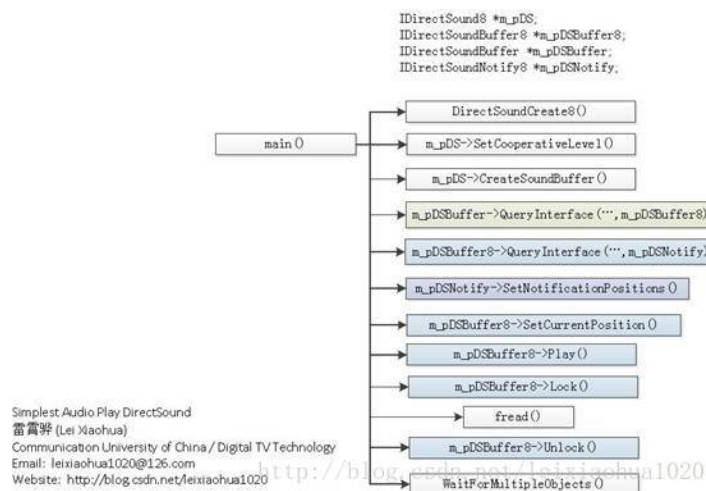 IDirectSound8 *m_pDS;
IDirectSoundBuffer8 *m_pDSBuffer8;
IDirectSoundBuffer *m_pDSBuffer;
IDirectSoundNotify8 *m_pDSNotify;
main()
DirectSoundCreate8()
m_pDS->SetCooperativeLevel()
m_pDS->CreateSoundBuffer()
m_pDSBuffer->QueryInterface(…,m_pDSBuffer8)
m_pDSBuffer8->QueryInterface(…,m_pDSNotify)
m_pDSNotify->SetNotificationPositions()
m_pDSBuffer8->SetCurrentPosition()
m_pDSBuffer8->Play()
m_pDSBuffer8->Lock()
fread()
m_pDSBuffer8->Unlock()
WaitForMultipleObjects()
Simplest Audio Play DirectSound
雷霄骅 (Lei Xiaohua)
Communication University of China / Digital TV Technology
Email: leixiaohua1020@126.com
Website: http://blog.csdn.net/leixiaohua1020
http://blog.csdn.net/leixiaohua1020